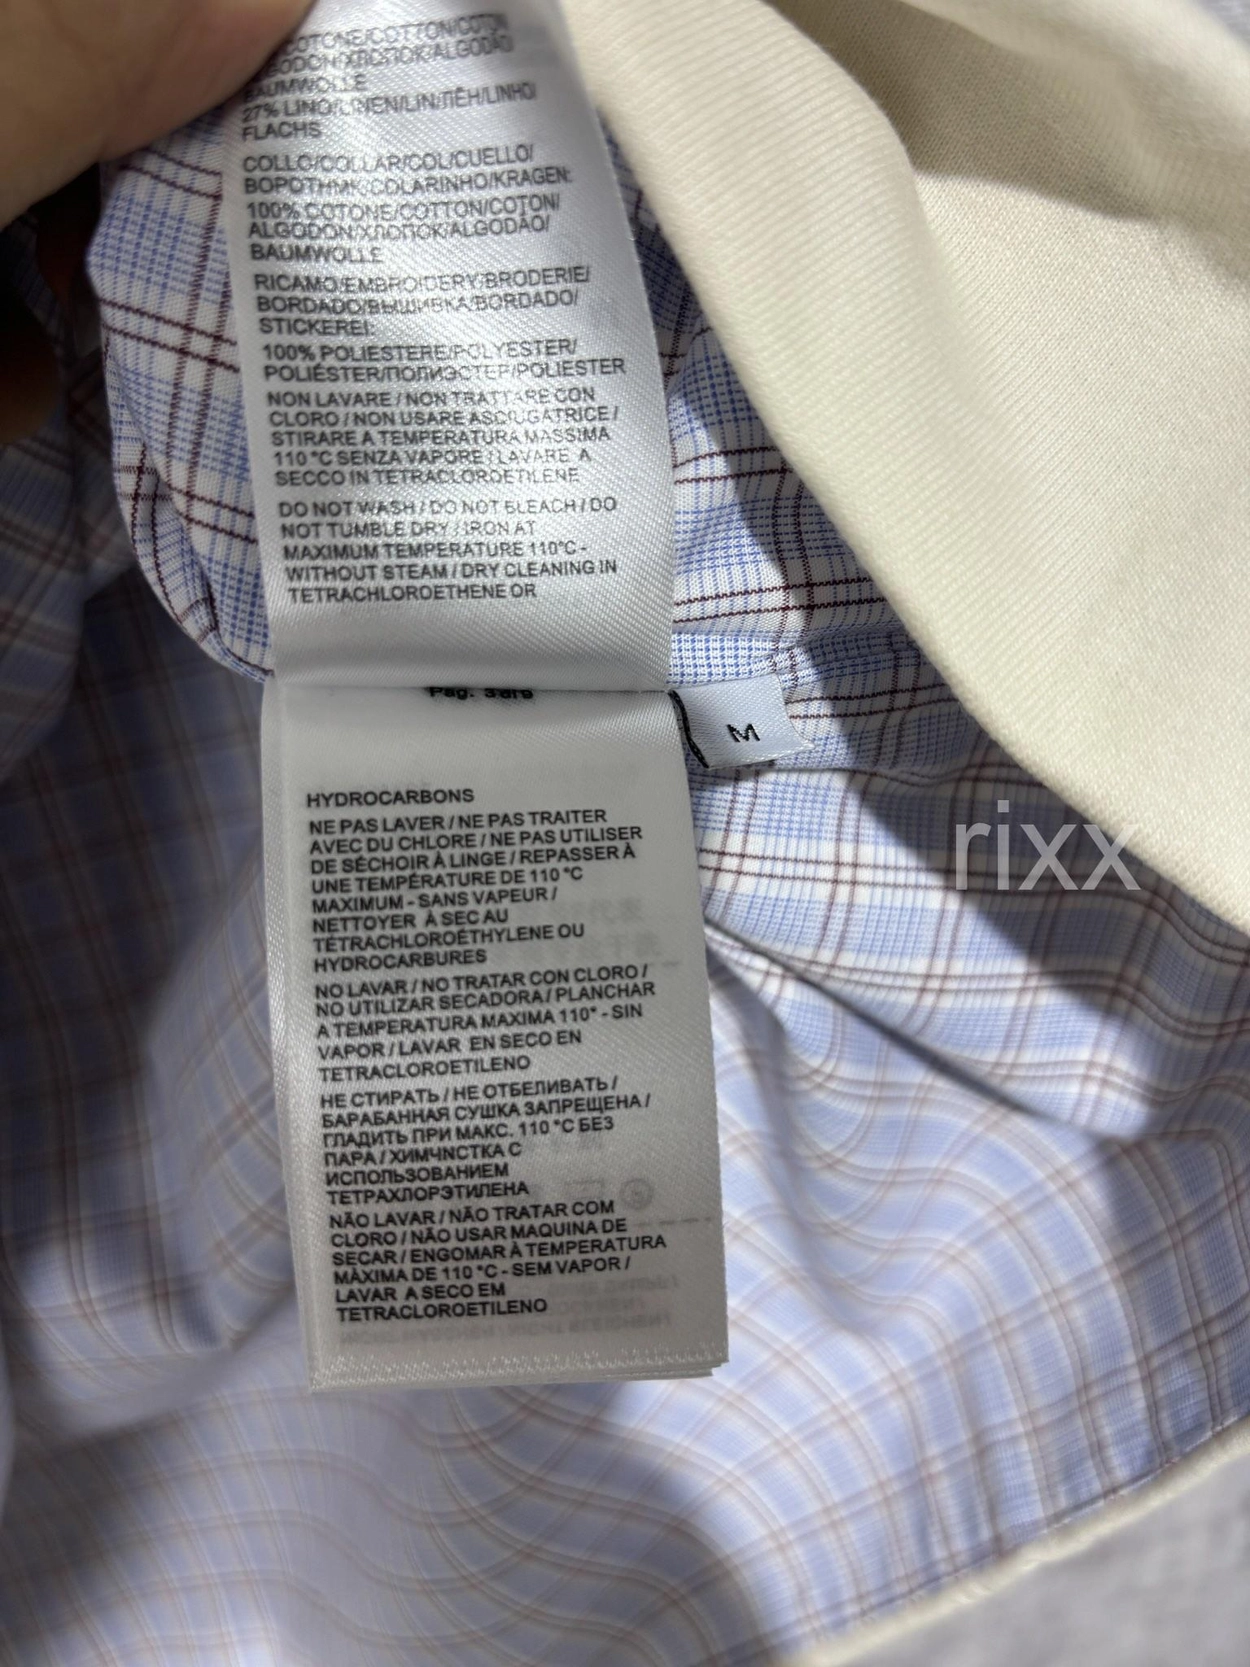 COTONE/COTTON/COTON
ALGODON/ХЛОПОК/ALGODÃO
BAUMWOLLE
27% LINO/LINEN/LIN/ЛЁН/LINHO/
FLACHS
COLLO/COLLAR/COL/CUELLO/
ВОРОТНМК/COLARINHO/KRAGEN:
100% COTONE/COTTON/COTON/
ALGODON/ХЛОПОК/ALGODÃO/
BAUMWOLLE
RICAMO/EMBROIDERY/BRODERIE/
BORDADO/ВЫШИВКА/BORDADO/
STICKEREI:
100% POLIESTERE/POLYESTER/
POLIÉSTER/ПОЛИЭСТЕР/POLIESTER
NON LAVARE / NON TRATTARE CON
CLORO / NON USARE ASCIUGATRICE /
STIRARE A TEMPERATURA MASSIMA
110 °C SENZA VAPORE / LAVARE A
SECCO IN TETRACLOROETILENE
DO NOT WASH / DO NOT BLEACH / DO
NOT TUMBLE DRY / IRON AT
MAXIMUM TEMPERATURE 110°C -
WITHOUT STEAM / DRY CLEANING IN
TETRACHLOROETHENE OR
Pag. 3
M
HYDROCARBONS
NE PAS LAVER / NE PAS TRAITER
AVEC DU CHLORE / NE PAS UTILISER
DE SÉCHOIR À LINGE / REPASSER À
UNE TEMPÉRATURE DE 110 °C
MAXIMUM - SANS VAPEUR /
NETTOYER À SEC AU
TÉTRACHLOROÉTHYLENE OU
HYDROCARBURES
NO LAVAR / NO TRATAR CON CLORO /
NO UTILIZAR SECADORA / PLANCHAR
A TEMPERATURA MAXIMA 110° - SIN
VAPOR / LAVAR EN SECO EN
TETRACLOROETILENO
НЕ СТИРАТЬ / НЕ ОТБЕЛИВАТЬ /
БАРАБАННАЯ СУШКА ЗАПРЕЩЕНА /
ГЛАДИТЬ ПРИ МАКС. 110 °C БЕЗ
ПАРА / ХИМЧNСТКА С
ИСПОЛЬЗОВАНИЕМ
ТЕТРАХЛОРЭТИЛЕНА
NÃO LAVAR / NÃO TRATAR COM
CLORO / NÃO USAR MAQUINA DE
SECAR / ENGOMAR À TEMPERATURA
MÀXIMA DE 110 °C - SEM VAPOR /
LAVAR A SECO EM
TETRACLOROETILENO
rixx